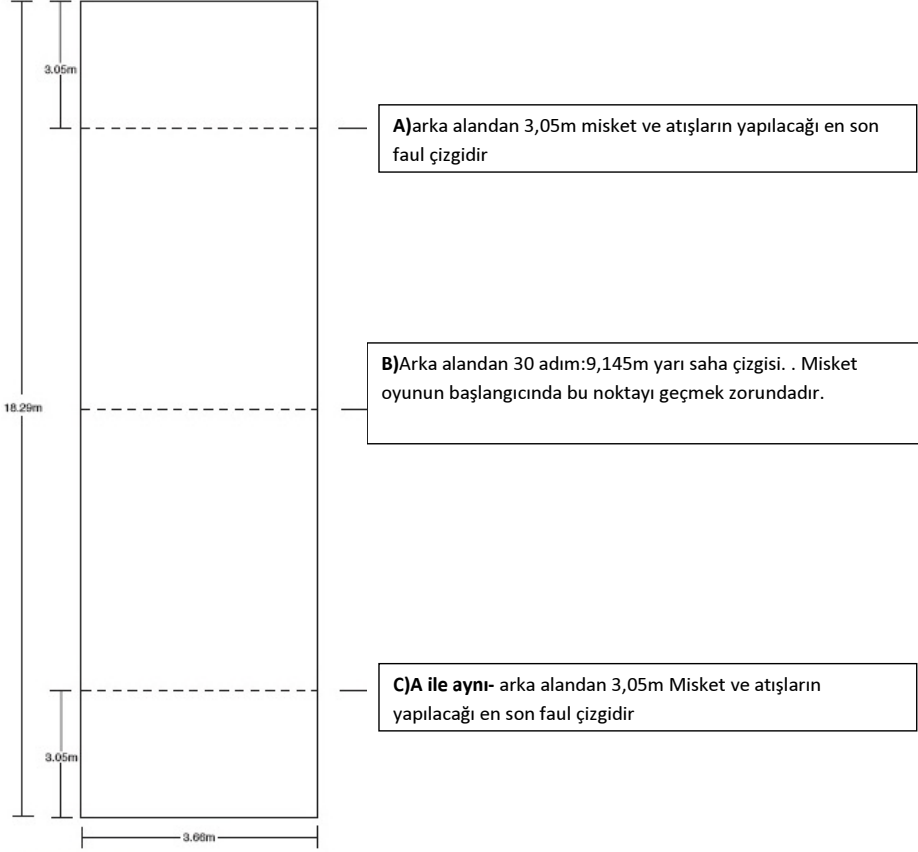 3.05m
A)arka alandan 3,05m misket ve atışların yapılacağı en son
faul çizgidir
B)Arka alandan 30 adım:9,145m yarı saha çizgisi. . Misket
oyunun başlangıcında bu noktayı geçmek zorundadır.
18.29m
C)A ile aynı- arka alandan 3,05m Misket ve atışların
yapılacağı en son faul çizgidir
3.05m
3.66m